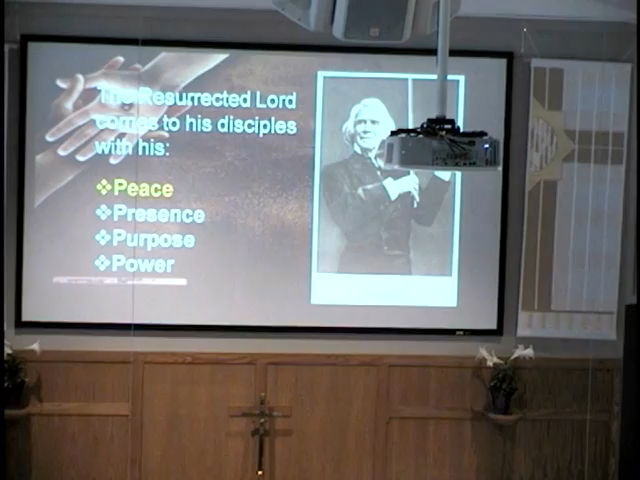 The Resurrected Lord
comes to his disciples
with his:
❖Peace
❖Presence
❖Purpose
❖Power